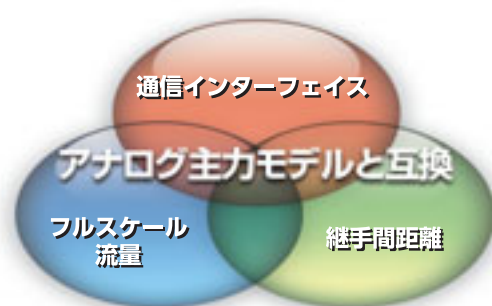 通信インターフェイス
アナログ主力モデルと互換
フルスケール
流量
継手間距離